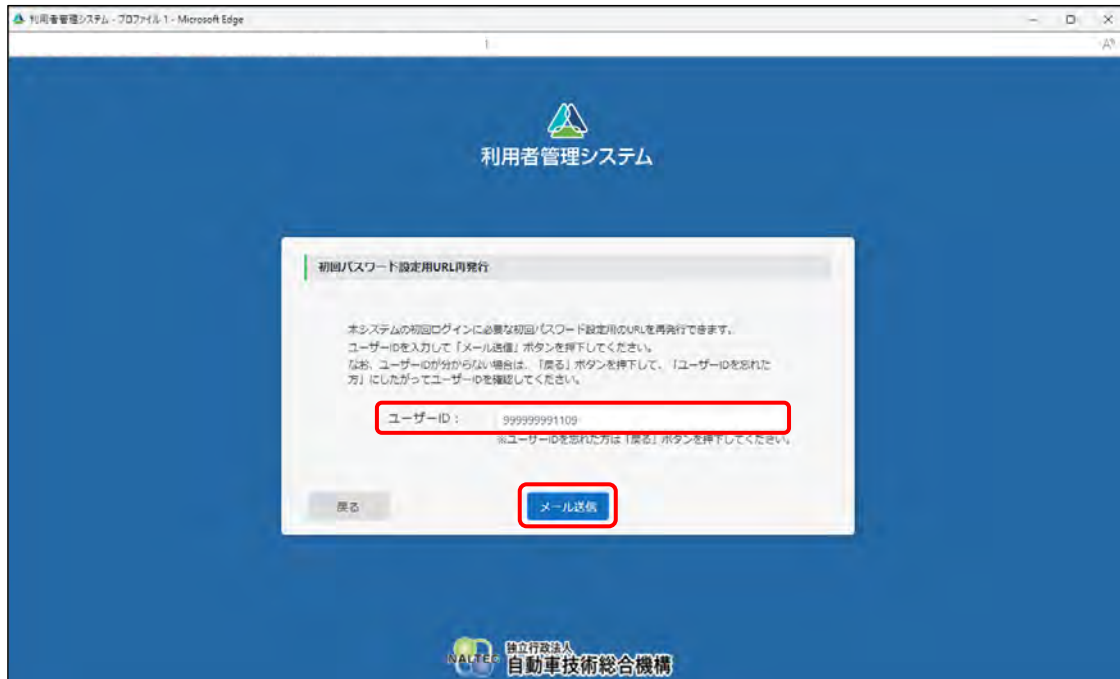 利用者管理システム - プロファイル 1 - Microsoft Edge
利用者管理システム
初回パスワード設定用URL再発行
本システムの初回ログインに必要な初回パスワード設定用のURLを再発行できます。
ユーザーIDを入力して「メール送信」ボタンを押下してください。
なお、ユーザーIDが分からない場合は、「戻る」ボタンを押下して、「ユーザーIDを忘れた
方」にしたがってユーザーIDを確認してください。
ユーザーID： 999999991109
※ユーザーIDを忘れた方は「戻る」ボタンを押下してください。
戻る メール送信
NALTEC 独立行政法人
自動車技術総合機構